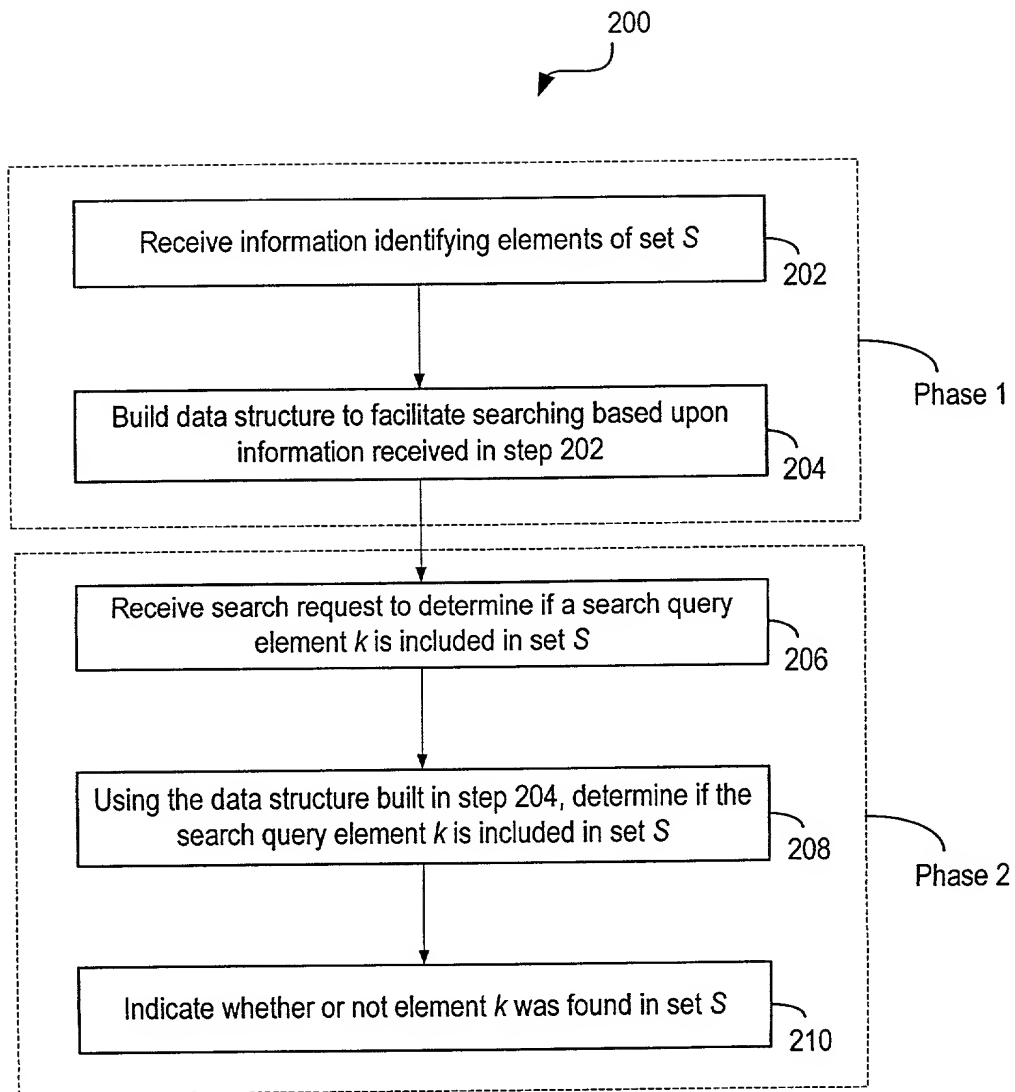 200
Receive information identifying elements of set S
202
Build data structure to facilitate searching based upon
information received in step 202
204
Phase 1
Receive search request to determine if a search query
element k is included in set S
206
Using the data structure built in step 204, determine if the
search query element k is included in set S
208
Phase 2
Indicate whether or not element k was found in set S
210